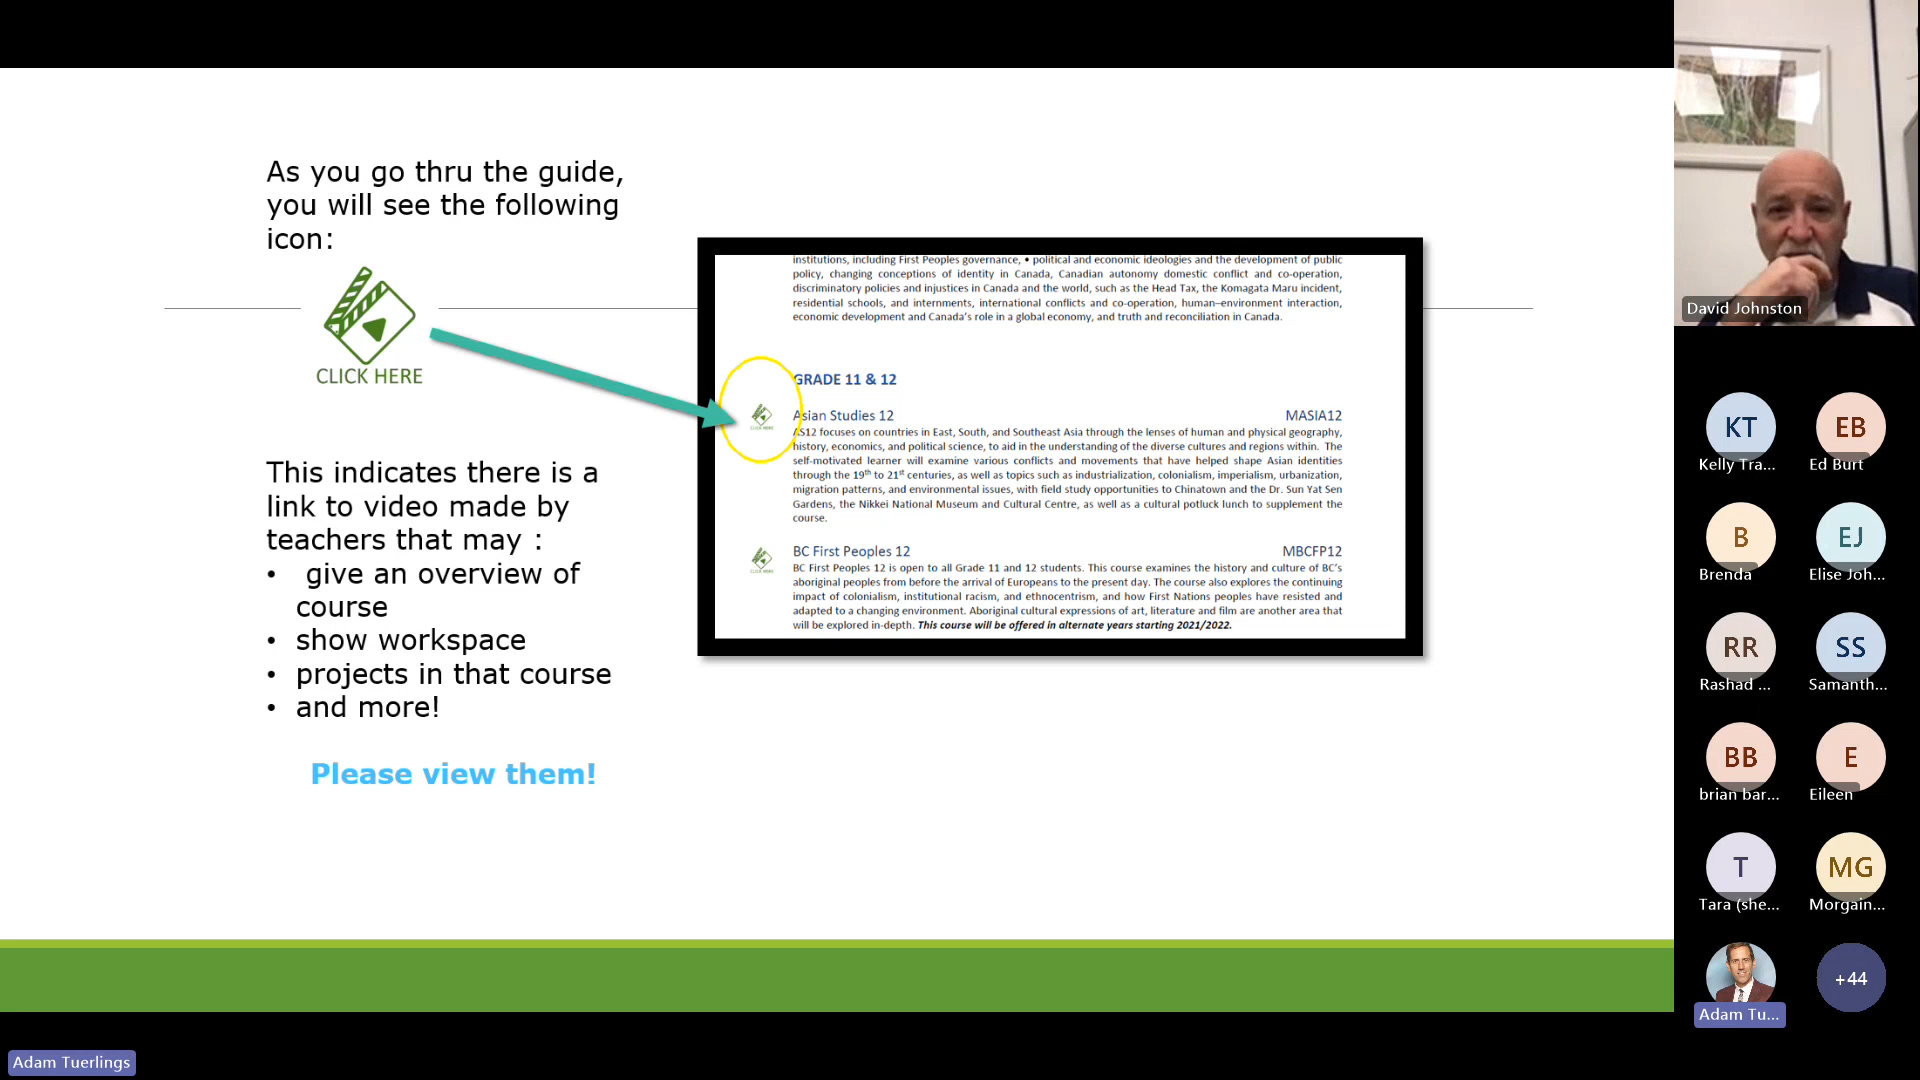 As you go thru the guide,
you will see the following
icon:
CLICK HERE
This indicates there is a
link to video made by
teachers that may :
• give an overview of
course
• show workspace
• projects in that course
• and more!
Please view them!
institutions, including First Peoples governance, • political and economic ideologies and the development of public
policy, changing conceptions of identity in Canada, Canadian autonomy domestic conflict and co-operation,
discriminatory policies and injustices in Canada and the world, such as the Head Tax, the Komagata Maru incident,
residential schools, and internments, international conflicts and co-operation, human–environment interaction,
economic development and Canada's role in a global economy, and truth and reconciliation in Canada.
GRADE 11 & 12
CLICK HERE
Asian Studies 12 MASIA12
AS12 focuses on countries in East, South, and Southeast Asia through the lenses of human and physical geography,
history, economics, and political science, to aid in the understanding of the diverse cultures and regions within. The
self-motivated learner will examine various conflicts and movements that have helped shape Asian identities
through the 19th to 21st centuries, as well as topics such as industrialization, colonialism, imperialism, urbanization,
migration patterns, and environmental issues, with field study opportunities to Chinatown and the Dr. Sun Yat Sen
Gardens, the Nikkei National Museum and Cultural Centre, as well as a cultural potluck lunch to supplement the
course.
CLICK HERE
BC First Peoples 12 MBCFP12
BC First Peoples 12 is open to all Grade 11 and 12 students. This course examines the history and culture of BC's
aboriginal peoples from before the arrival of Europeans to the present day. The course also explores the continuing
impact of colonialism, institutional racism, and ethnocentrism, and how First Nations peoples have resisted and
adapted to a changing environment. Aboriginal cultural expressions of art, literature and film are another area that
will be explored in-depth. This course will be offered in alternate years starting 2021/2022.
David Johnston
KT EB
Kelly Tra... Ed Burt
B EJ
Brenda Elise Joh...
RR SS
Rashad ... Samanth...
BB E
brian bar... Eileen
T MG
Tara (she... Morgain...
+44
Adam Tu...
Adam Tuerlings